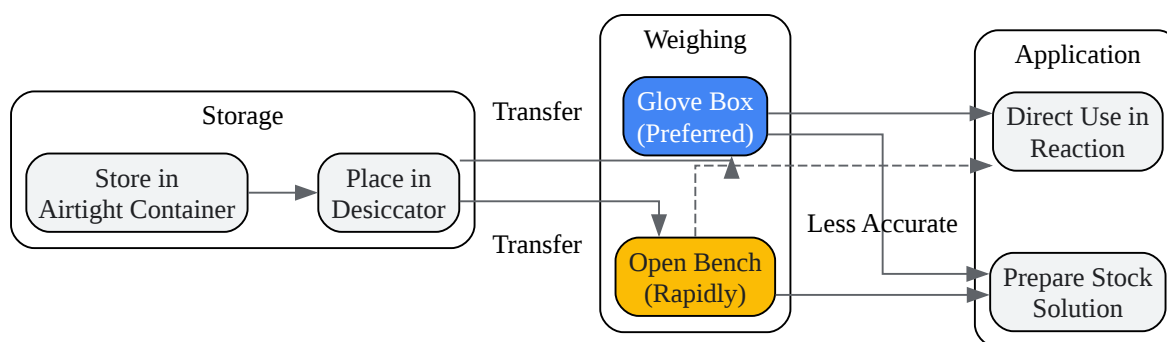 Storage
Store in
Airtight Container
Place in
Desiccator
Transfer
Transfer
Weighing
Glove Box
(Preferred)
Open Bench
(Rapidly)
Less Accurate
Application
Direct Use in
Reaction
Prepare Stock
Solution